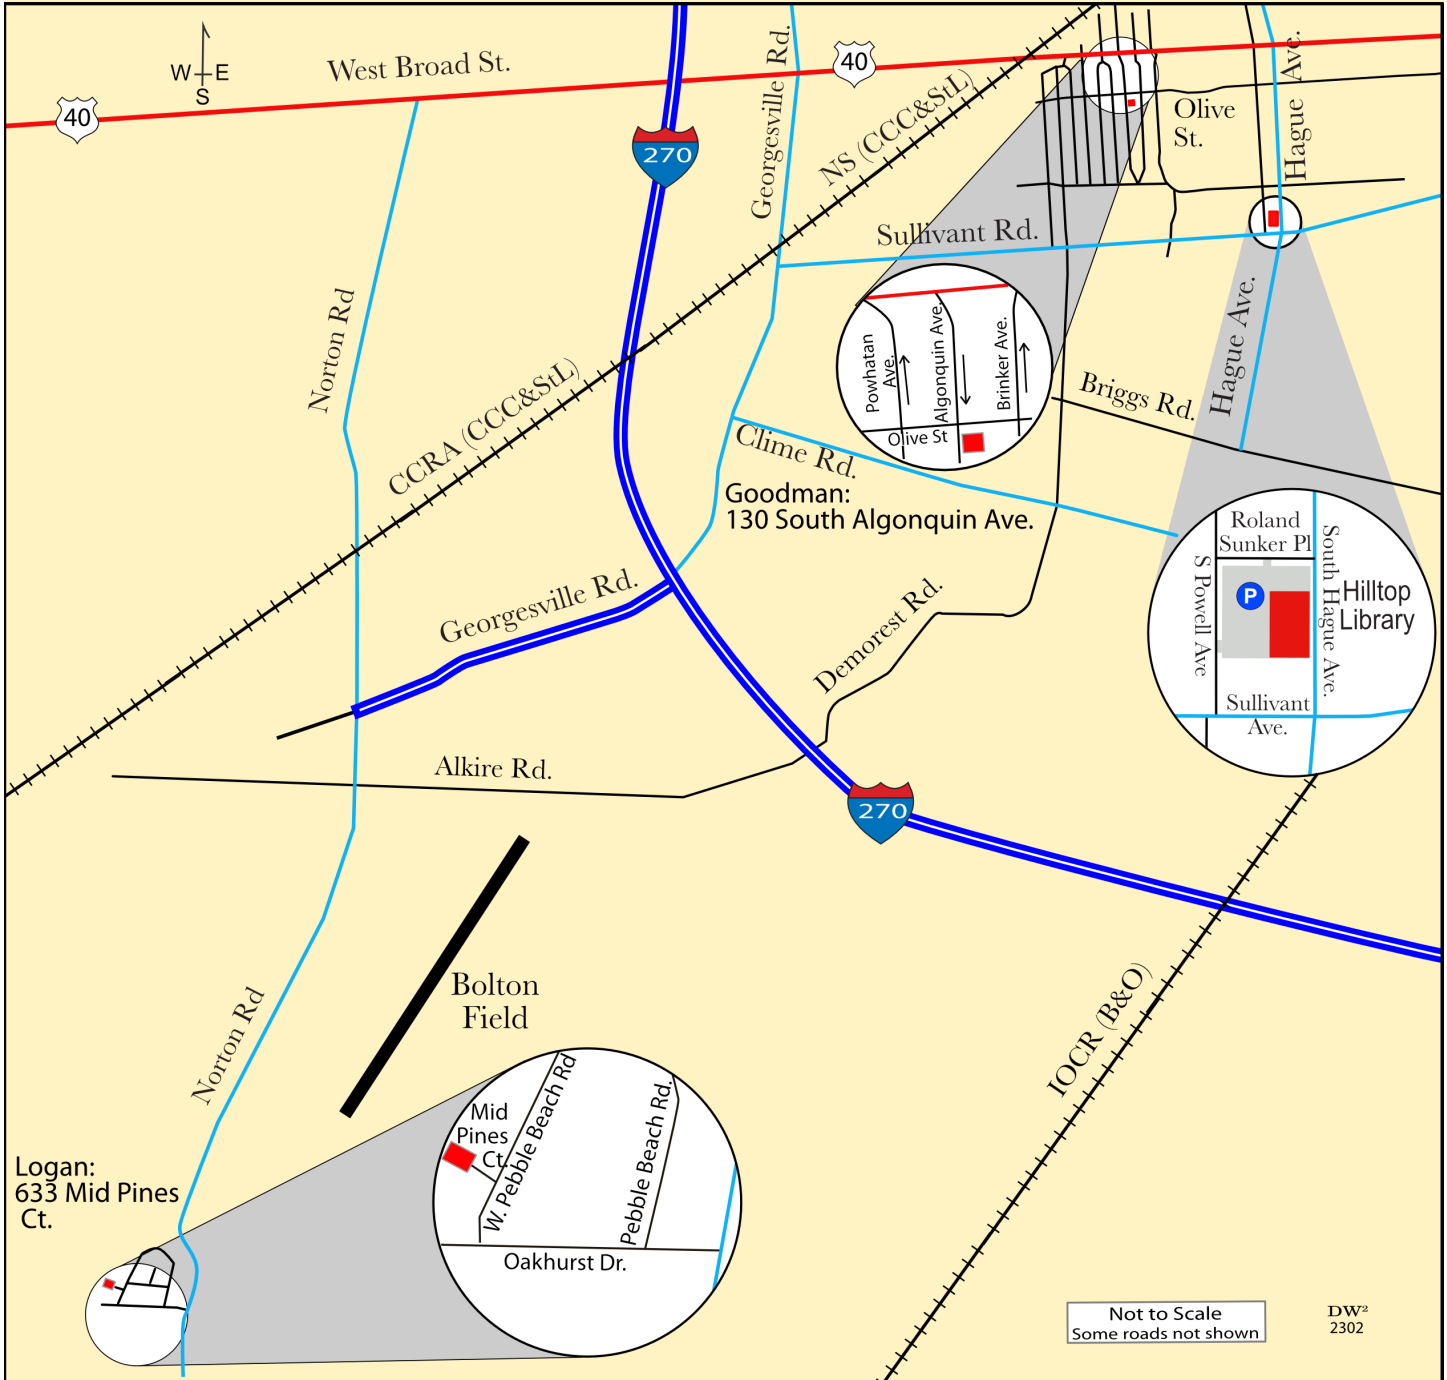 W E
S
West Broad St.
40
40
270
Georgesville Rd.
NS (CCC&StL)
Olive
St.
Hague Ave.
Sullivant Rd.
Norton Rd
CCRA (CCC&StL)
Powhatan
Ave.
Algonquin Ave.
Brinker Ave.
Olive St
Hague Ave.
Briggs Rd.
Clime Rd.
Goodman:
130 South Algonquin Ave.
Roland
Sunker Pl
S Powell Ave
P
South Hague Ave.
Hilltop
Library
Sullivant
Ave.
Georgesville Rd.
Demorest Rd.
Alkire Rd.
270
Bolton
Field
Norton Rd
IOCR (B&O)
Mid
Pines
Ct.
W. Pebble Beach Rd
Pebble Beach Rd.
Oakhurst Dr.
Logan:
633 Mid Pines
Ct.
Not to Scale
Some roads not shown
DW²
2302